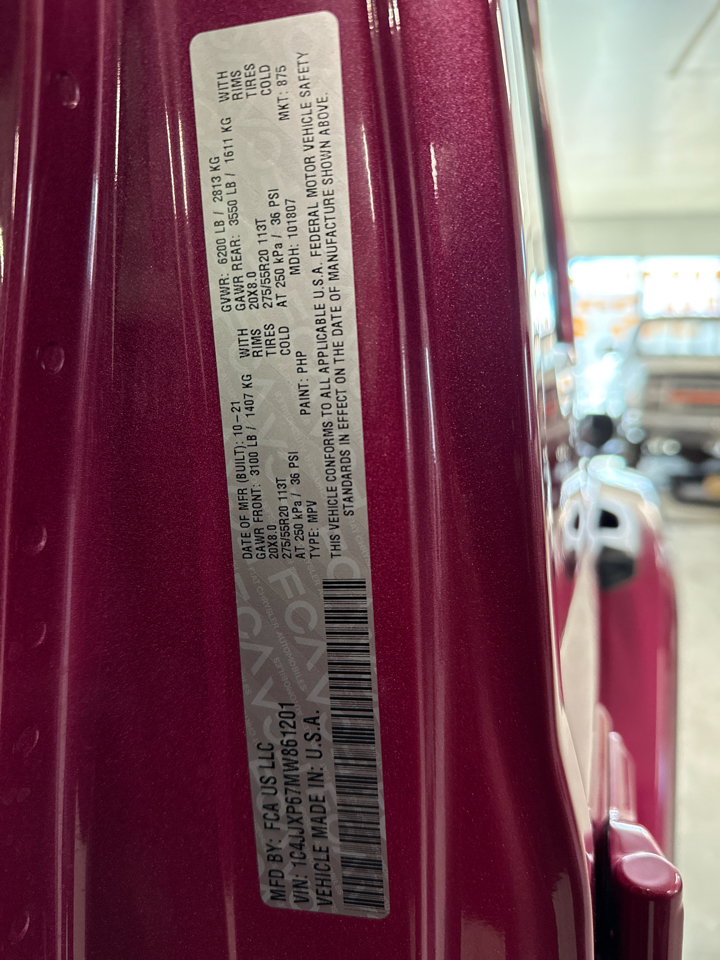 MFD BY: FCA US LLC
VIN: 1C4JJXP67MW861201
VEHICLE MADE IN: U.S.A.
DATE OF MFR (BUILT): 10-21
GVWR: 6200 LB / 2813 KG
GAWR FRONT: 3100 LB / 1407 KG WITH
GAWR REAR: 3550 LB / 1611 KG WITH
20X8.0 RIMS
20X8.0 RIMS
275/55R20 113T TIRES
275/55R20 113T TIRES
AT 250 kPa / 36 PSI COLD
AT 250 kPa / 36 PSI COLD
TYPE: MPV PAINT: PHP MDH: 101807 MKT: 875
THIS VEHICLE CONFORMS TO ALL APPLICABLE U.S.A. FEDERAL MOTOR VEHICLE SAFETY
STANDARDS IN EFFECT ON THE DATE OF MANUFACTURE SHOWN ABOVE.
FCA